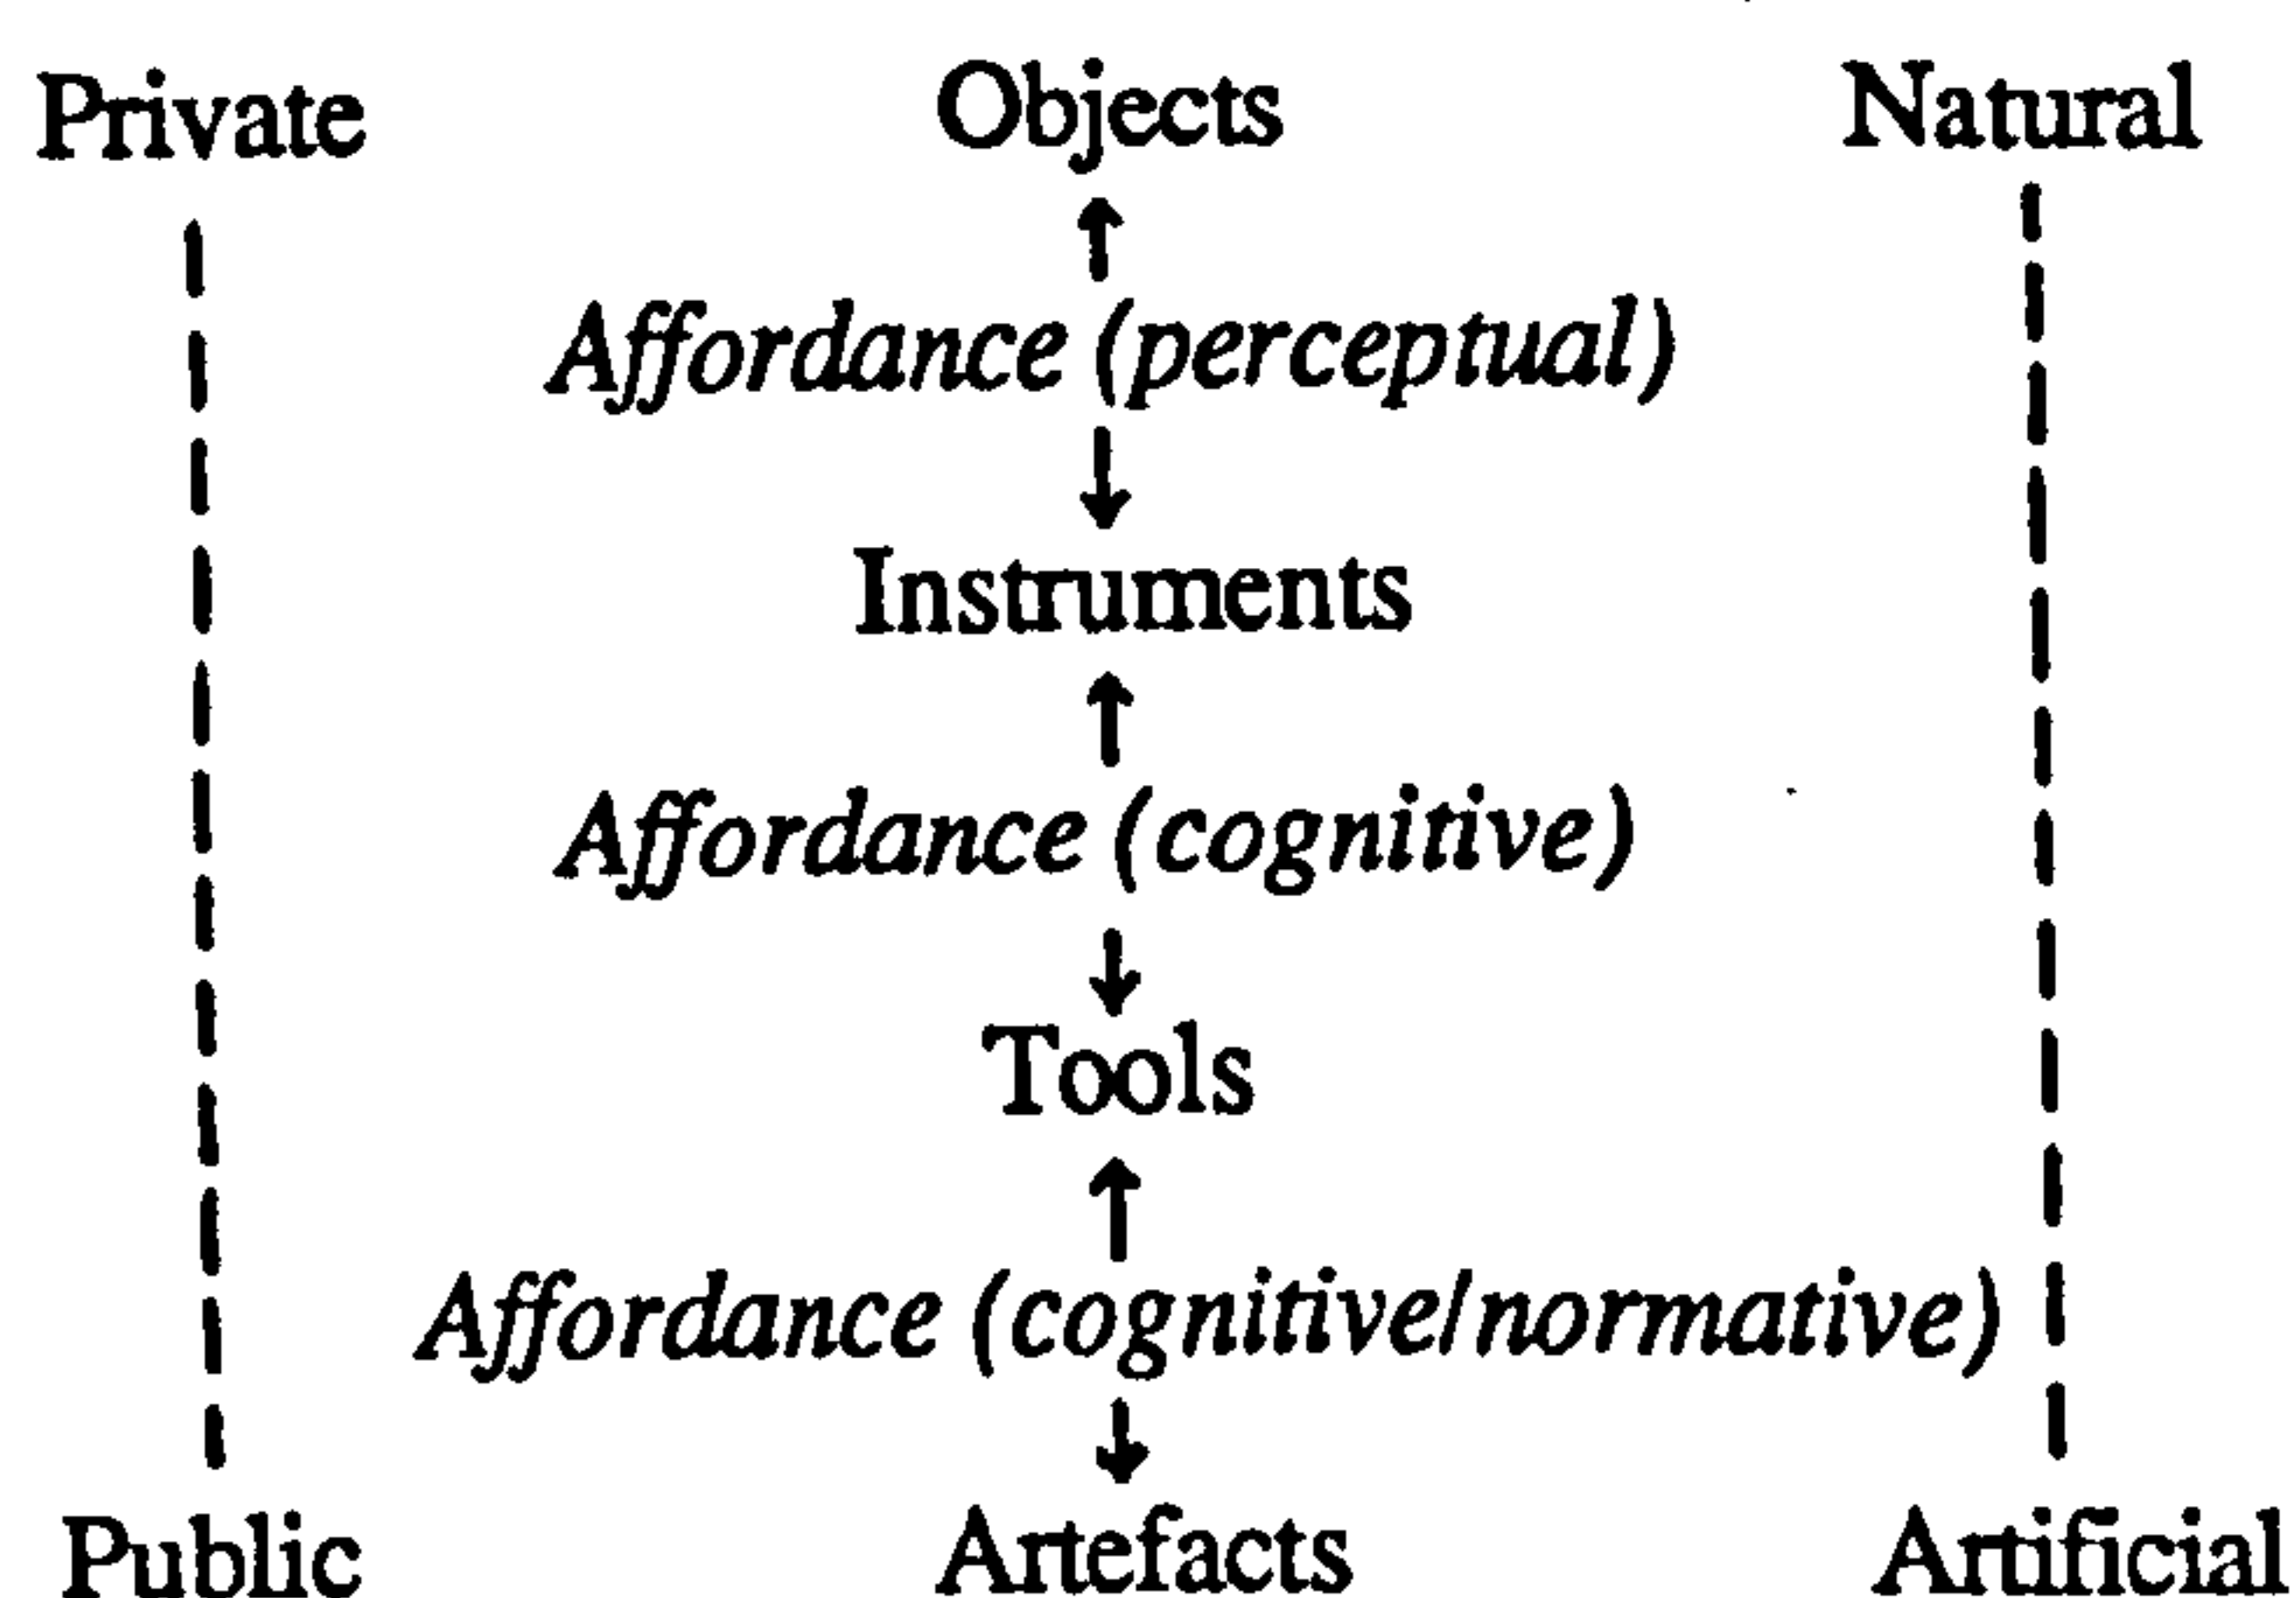 Private Objects Natural
Affordance (perceptual)
Instruments
Affordance (cognitive)
Tools
Affordance (cognitive/normative)
Public Artefacts Artificial